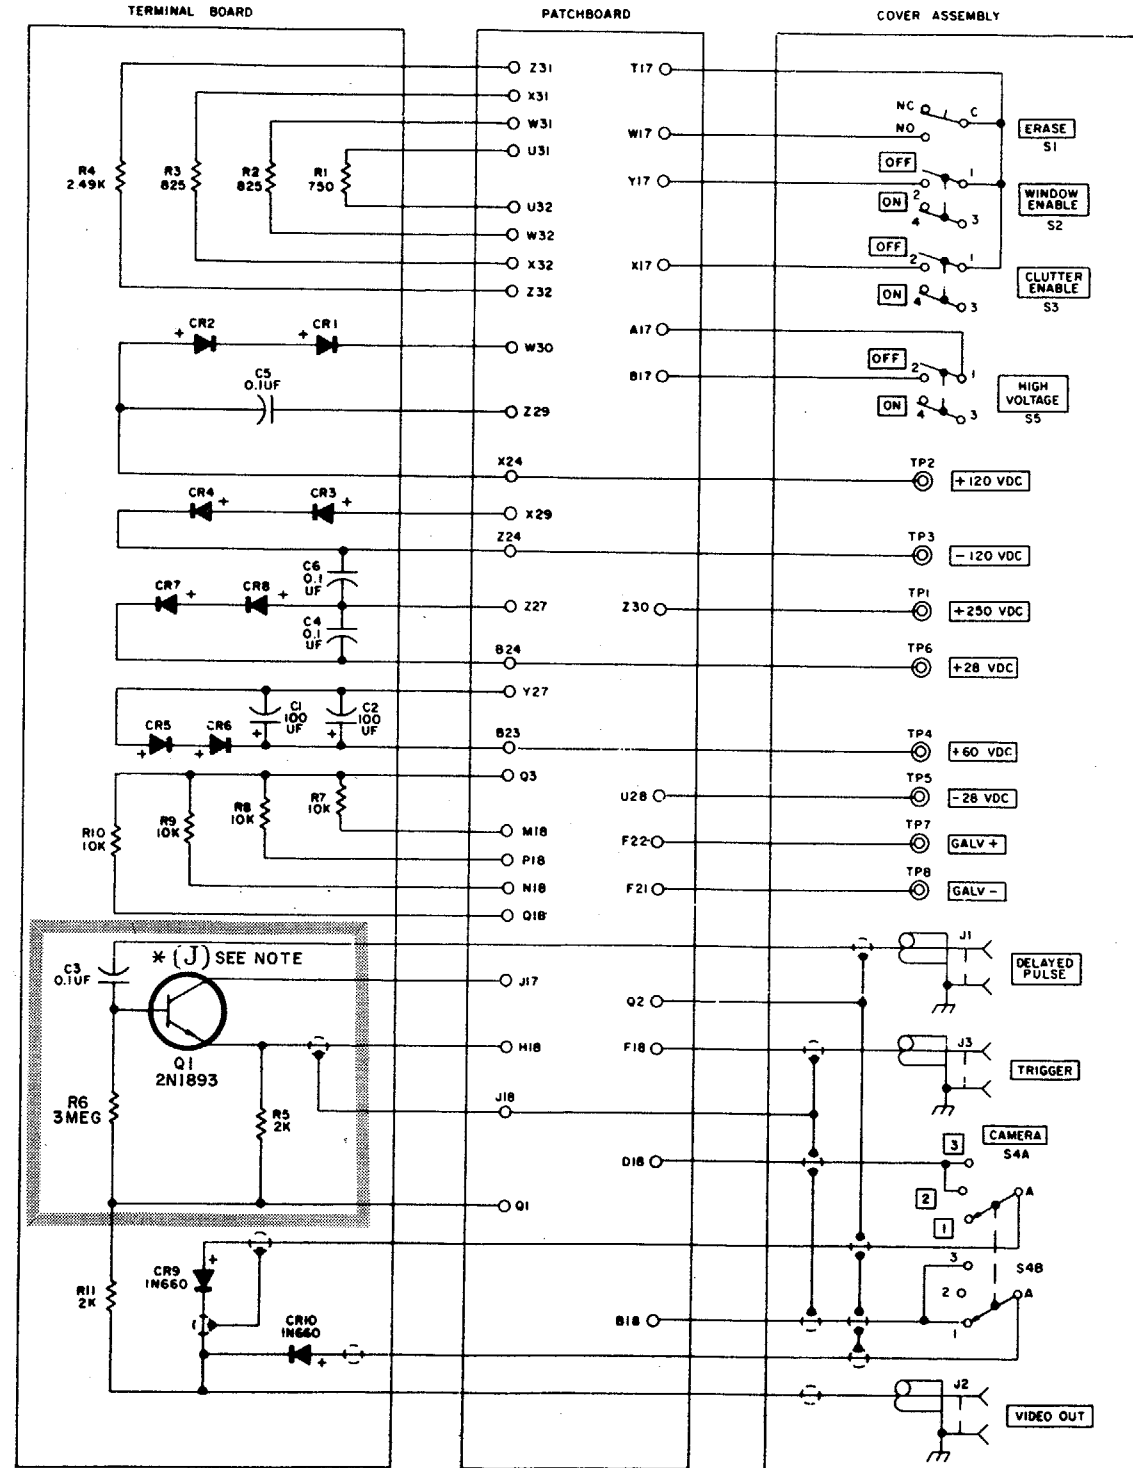 TERMINAL BOARD
PATCHBOARD
COVER ASSEMBLY
Z31
X31
W31
U31
R4
2.49K
R3
825
R2
825
R1
750
U32
W32
X32
Z32
T17
W17
Y17
X17
A17
B17
NC
C
NO
ERASE
S1
OFF
1
2
ON
4
3
WINDOW
ENABLE
S2
OFF
1
2
ON
4
3
CLUTTER
ENABLE
S3
OFF
2
1
ON
4
3
HIGH
VOLTAGE
S5
+ CR2
+ CR1
W30
C5
0.1UF
Z29
X24
TP2
+120 VDC
CR4 +
CR3 +
X29
Z24
TP3
-120 VDC
C6
0.1
UF
CR7 +
CR8 +
Z27
Z30
TP1
+250 VDC
C4
0.1
UF
B24
TP6
+28 VDC
Y27
C1
100
UF
+
C2
100
UF
+
CR5
+
CR6
+
B23
TP4
+60 VDC
Q3
U28
TP5
-28 VDC
R10
10K
R9
10K
R8
10K
R7
10K
M18
P18
N18
Q18
F22
TP7
GALV +
F21
TP8
GALV -
* (J) SEE NOTE
C3
0.1UF
J17
Q1
2N1893
H18
R6
3MEG
R5
2K
J18
Q1
Q2
F18
D18
B18
J1
DELAYED
PULSE
J3
TRIGGER
CAMERA
S4A
3
2
1
A
S4B
3
2
1
A
CR9
1N660
+
R11
2K
CR10
1N660
+
J2
VIDEO OUT